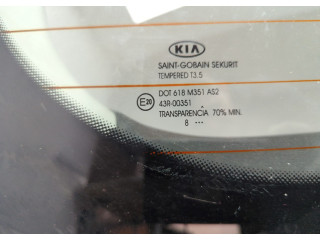 KIA
SAINT-GOBAIN SEKURIT
TEMPERED T3.5
DOT 618 M351 AS2
E20 43R-00351
TRANSPARENCIA 70% MIN.
8 ...